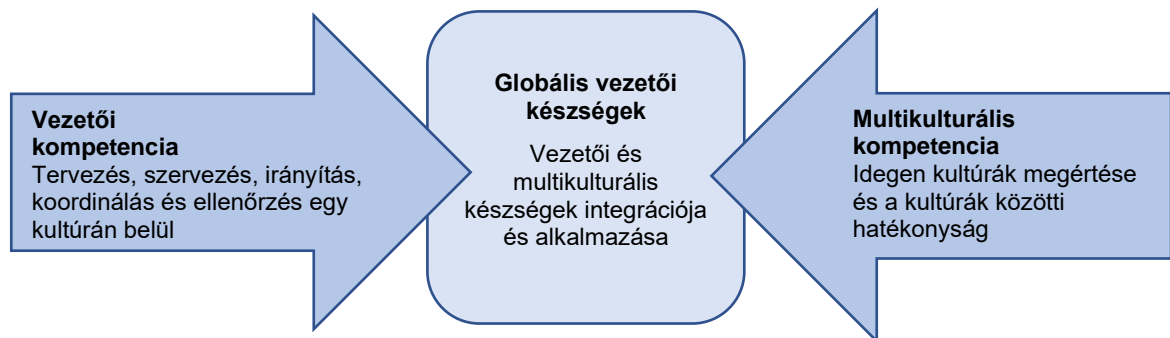 Vezetői
kompetencia
Tervezés, szervezés, irányítás,
koordinálás és ellenőrzés egy
kultúrán belül
Globális vezetői
készségek
Vezetői és
multikulturális
készségek integrációja
és alkalmazása
Multikulturális
kompetencia
Idegen kultúrák megértése
és a kultúrák közötti
hatékonyság